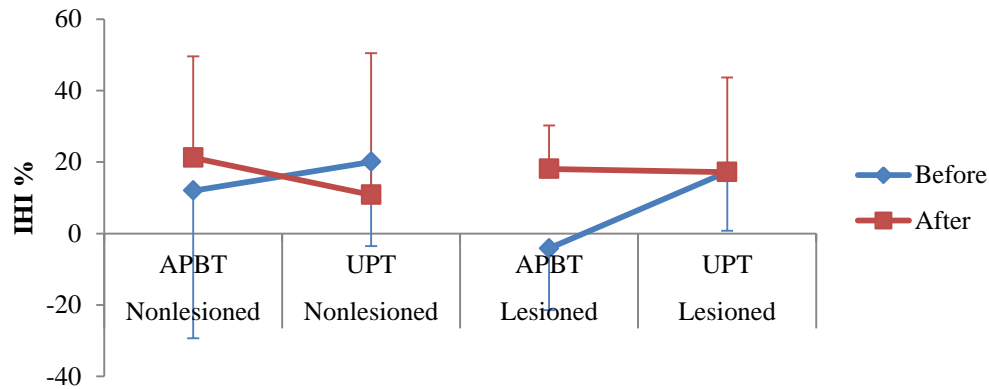 60
40
20
0
-20
-40
IHI %
APBT UPT APBT UPT
Nonlesioned Nonlesioned Lesioned Lesioned
Before
After